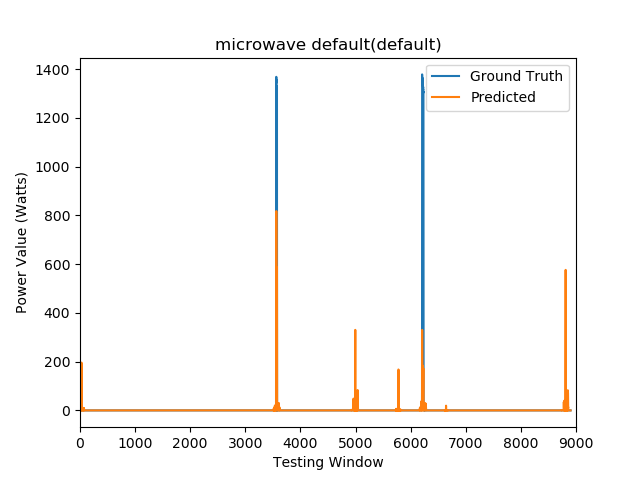 microwave default(default)
Ground Truth
Predicted
Power Value (Watts)
1400
1200
1000
800
600
400
200
0
0 1000 2000 3000 4000 5000 6000 7000 8000 9000
Testing Window